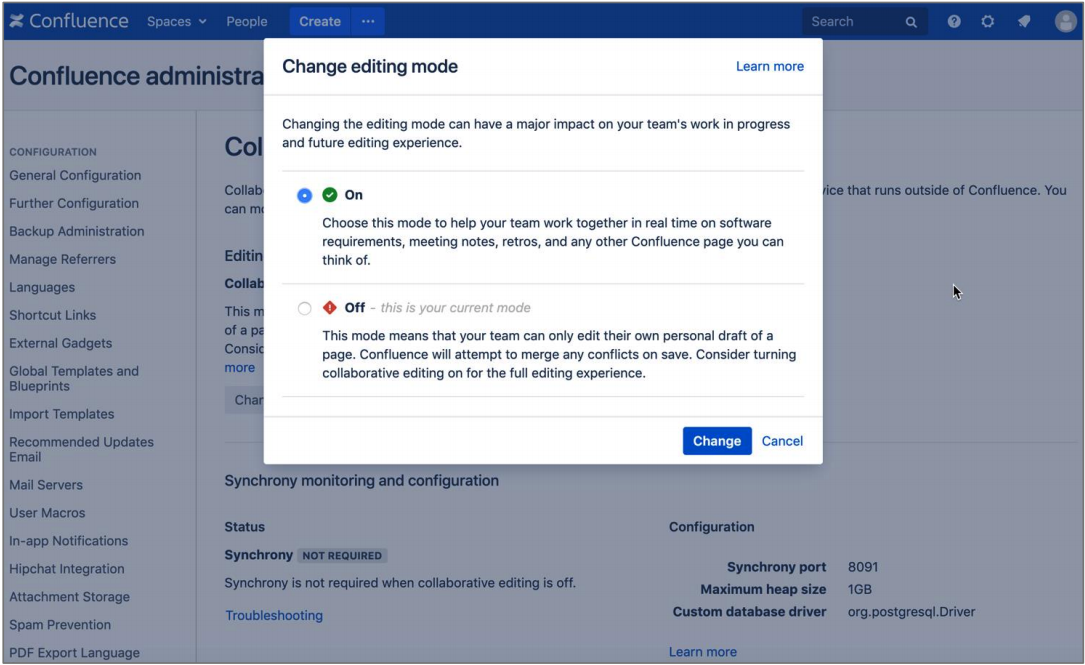 Confluence Spaces People Create ... Search
Confluence administra
CONFIGURATION
General Configuration
Further Configuration
Backup Administration
Manage Referrers
Languages
Shortcut Links
External Gadgets
Global Templates and
Blueprints
Import Templates
Recommended Updates
Email
Mail Servers
User Macros
In-app Notifications
Hipchat Integration
Attachment Storage
Spam Prevention
PDF Export Language
Col
Collab
vice that runs outside of Confluence. You
can mo
Editin
Collab
This m
of a pa
Consid
more
Chan
Change editing mode Learn more
Changing the editing mode can have a major impact on your team's work in progress
and future editing experience.
On
Choose this mode to help your team work together in real time on software
requirements, meeting notes, retros, and any other Confluence page you can
think of.
Off - this is your current mode
This mode means that your team can only edit their own personal draft of a
page. Confluence will attempt to merge any conflicts on save. Consider turning
collaborative editing on for the full editing experience.
Change Cancel
Synchrony monitoring and configuration
Status
Synchrony NOT REQUIRED
Synchrony is not required when collaborative editing is off.
Troubleshooting
Configuration
Synchrony port 8091
Maximum heap size 1GB
Custom database driver org.postgresql.Driver
Learn more